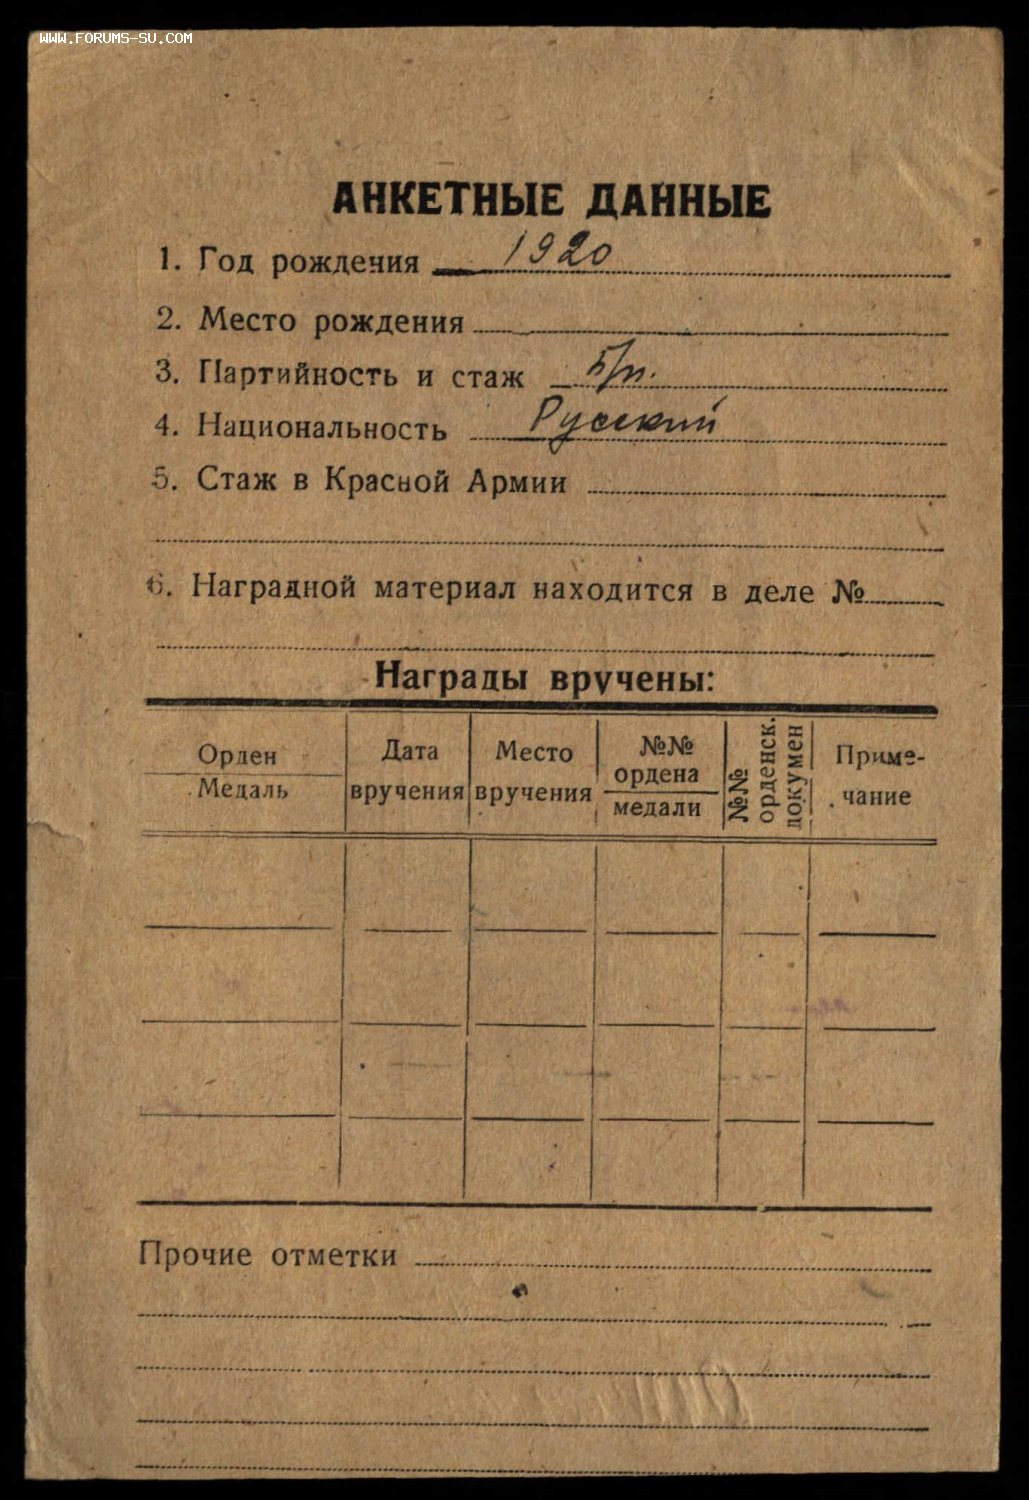 WWW.FORUMS-SU.COM
АНКЕТНЫЕ ДАННЫЕ
1. Год рождения 1920
2. Место рождения
3. Партийность и стаж б/п.
4. Национальность Русский
5. Стаж в Красной Армии
6. Наградной материал находится в деле №
Награды вручены:
Орден
Медаль
Дата
вручения
Место
вручения
№№
ордена
медали
№№
орденск.
докумен
Приме-
чание
Прочие отметки